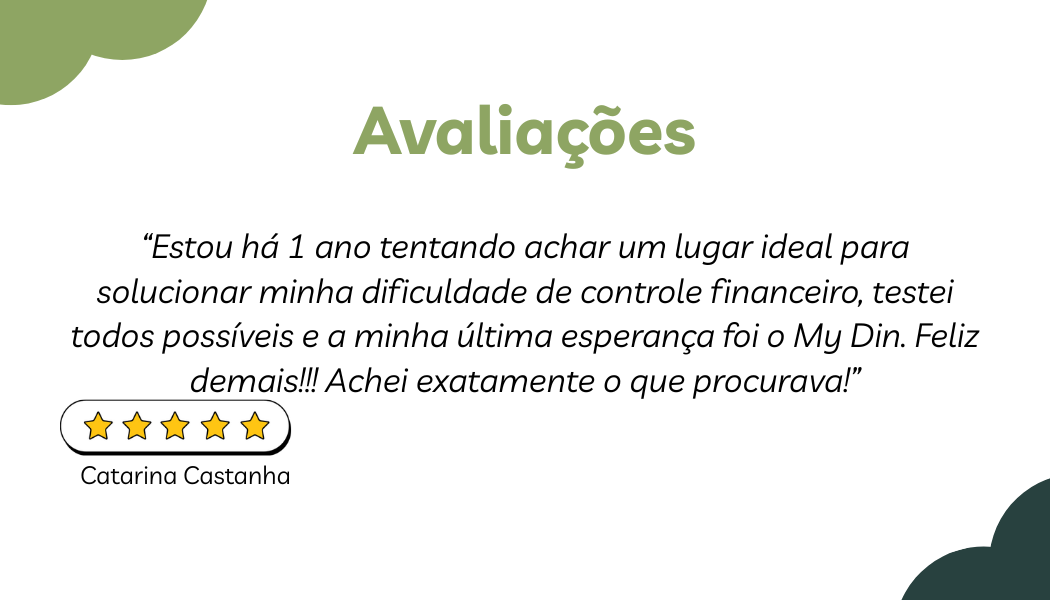 Avaliações
“Estou há 1 ano tentando achar um lugar ideal para
solucionar minha dificuldade de controle financeiro, testei
todos possíveis e a minha última esperança foi o My Din. Feliz
demais!!! Achei exatamente o que procurava!”
Catarina Castanha